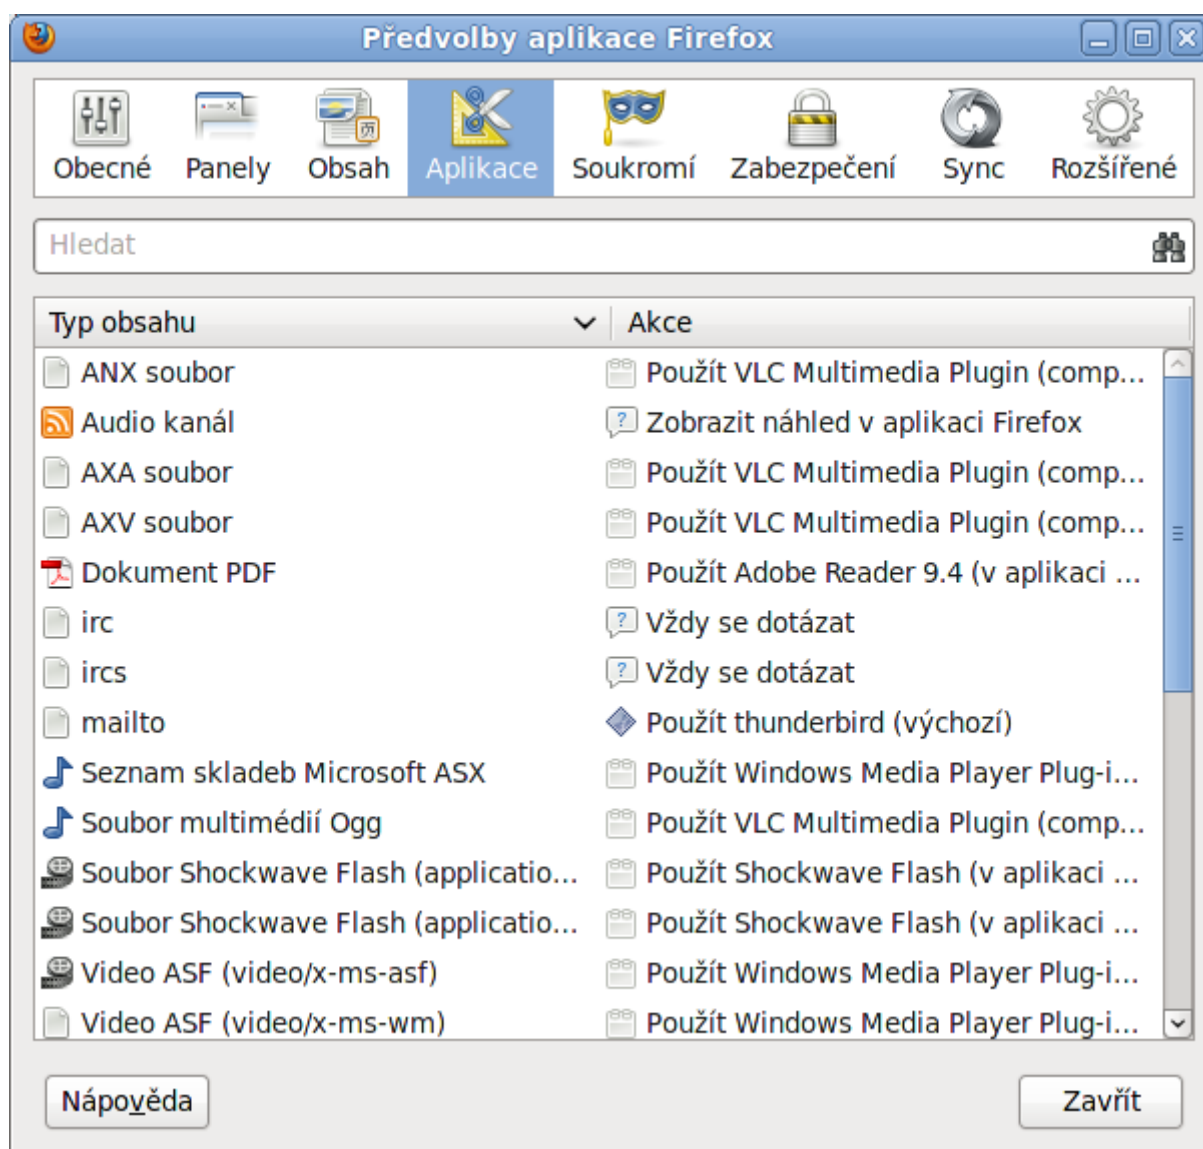 Předvolby aplikace Firefox
Obecné Panely Obsah Aplikace Soukromí Zabezpečení Sync Rozšířené
Hledat
Typ obsahu Akce
ANX soubor Použít VLC Multimedia Plugin (comp...
Audio kanál Zobrazit náhled v aplikaci Firefox
AXA soubor Použít VLC Multimedia Plugin (comp...
AXV soubor Použít VLC Multimedia Plugin (comp...
Dokument PDF Použít Adobe Reader 9.4 (v aplikaci ...
irc Vždy se dotázat
ircs Vždy se dotázat
mailto Použít thunderbird (výchozí)
Seznam skladeb Microsoft ASX Použít Windows Media Player Plug-i...
Soubor multimédií Ogg Použít VLC Multimedia Plugin (comp...
Soubor Shockwave Flash (applicatio... Použít Shockwave Flash (v aplikaci ...
Soubor Shockwave Flash (applicatio... Použít Shockwave Flash (v aplikaci ...
Video ASF (video/x-ms-asf) Použít Windows Media Player Plug-i...
Video ASF (video/x-ms-wm) Použít Windows Media Player Plug-i...
Nápověda Zavřít